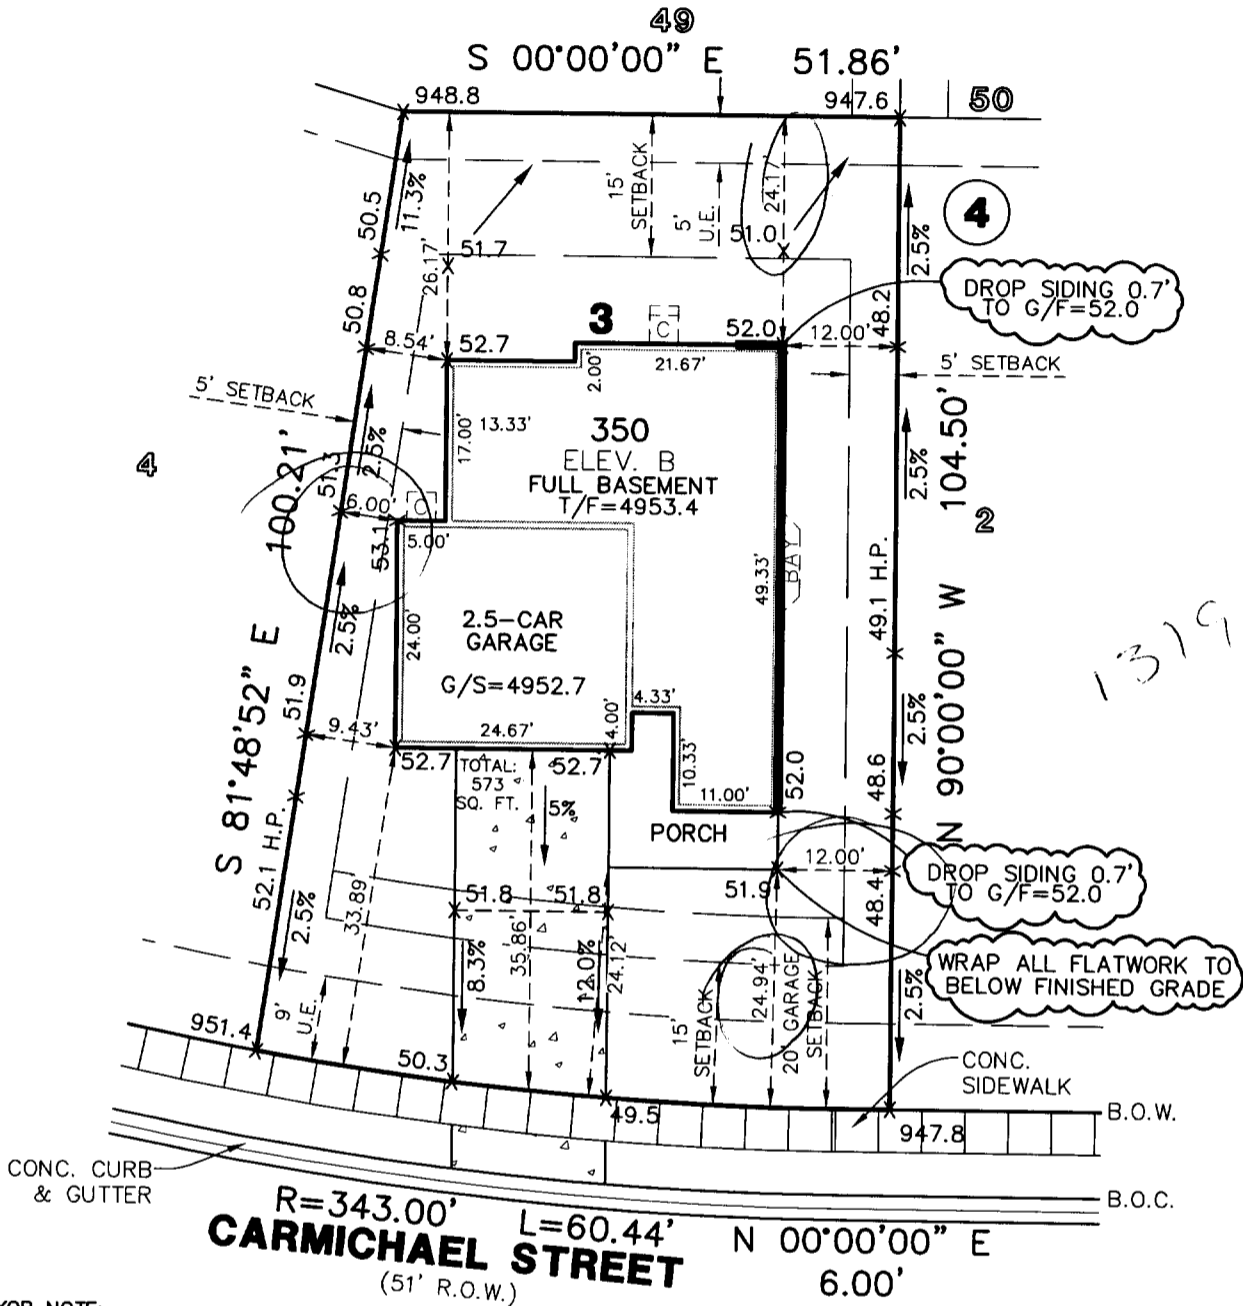 49
S 00°00'00" E 51.86'
948.8
947.6
50
11.3%
50.5
26.17'
15'
SETBACK
5'
U.E.
24.17
51.7
51.0
2.5%
4
DROP SIDING 0.7'
TO G/F=52.0
50.8
8.54'
52.7
3
C
52.0
12.00'
48.2
2.00'
21.67'
5' SETBACK
5' SETBACK
17.00'
13.33'
350
ELEV. B
FULL BASEMENT
T/F=4953.4
4
2.5%
51.3
6.00'
C
53.1
5.00'
S 81°48'52" E 100.21'
2.5%
N 90°00'00" W 104.50'
2
BAY
49.33'
49.1 H.P.
2.5%
24.00'
2.5-CAR
GARAGE
G/S=4952.7
4.33'
1319
51.9
9.43'
24.67'
4.00'
2.5%
52.7
TOTAL:
573
SQ. FT.
52.7
5%
10.33'
11.00'
52.0
48.6
PORCH
52.1 H.P.
12.00'
DROP SIDING 0.7'
TO G/F=52.0
51.8
51.8
51.9
48.4
2.5%
33.89'
8.3%
35.86'
12.0%
24.12'
WRAP ALL FLATWORK TO
BELOW FINISHED GRADE
2.5%
9'
U.E.
15'
SETBACK
24.94'
20' GARAGE
SETBACK
951.4
50.3
49.5
CONC.
SIDEWALK
947.8
B.O.W.
CONC. CURB
& GUTTER
B.O.C.
R=343.00' L=60.44' N 00°00'00" E
6.00'
CARMICHAEL STREET
(51' R.O.W.)